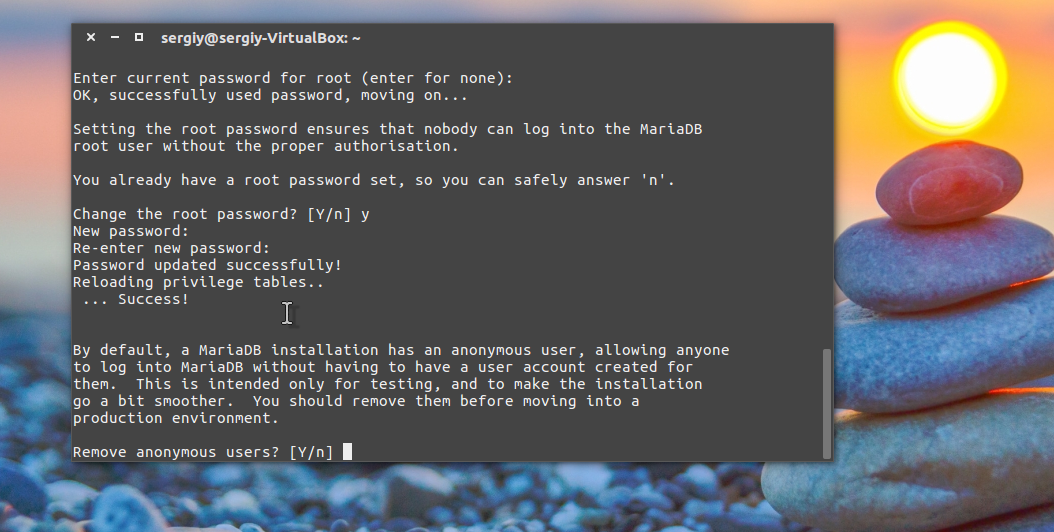 sergiy@sergiy-VirtualBox: ~
Enter current password for root (enter for none):
OK, successfully used password, moving on...
Setting the root password ensures that nobody can log into the MariaDB
root user without the proper authorisation.
You already have a root password set, so you can safely answer 'n'.
Change the root password? [Y/n] y
New password:
Re-enter new password:
Password updated successfully!
Reloading privilege tables..
 ... Success!
By default, a MariaDB installation has an anonymous user, allowing anyone
to log into MariaDB without having to have a user account created for
them.  This is intended only for testing, and to make the installation
go a bit smoother.  You should remove them before moving into a
production environment.
Remove anonymous users? [Y/n]